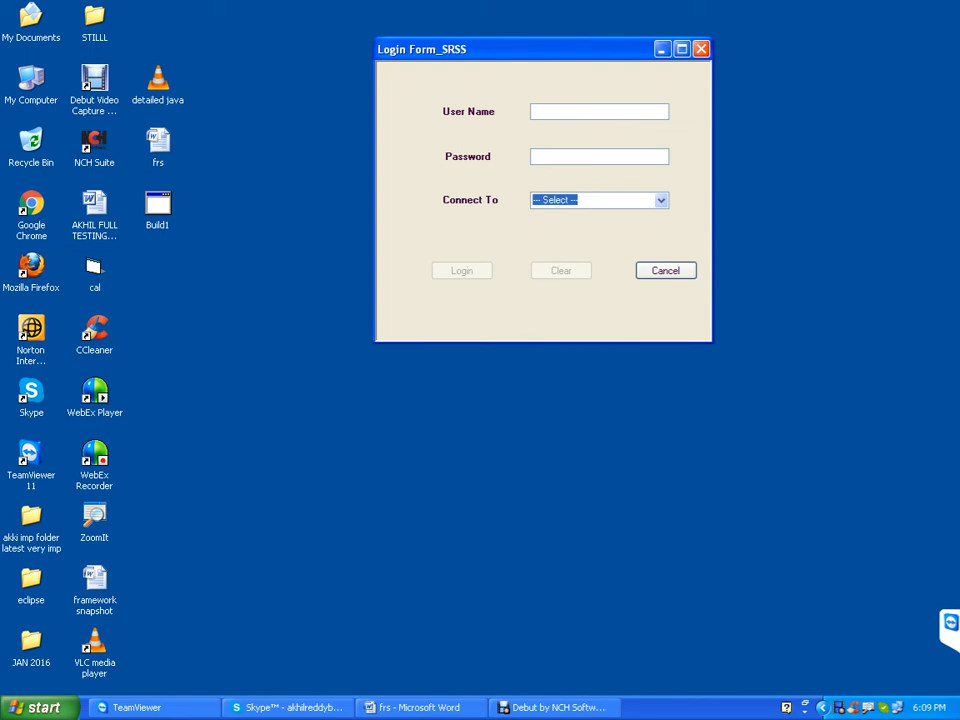 My Documents
STILLL
My Computer
Debut Video
Capture ...
detailed java
Recycle Bin
NCH
NCH Suite
frs
Google
Chrome
AKHIL FULL
TESTING...
Build1
Mozilla Firefox
cal
Norton
Inter...
CCleaner
S
Skype
WebEx Player
TeamViewer
11
WebEx
Recorder
akki imp folder
latest very imp
ZoomIt
eclipse
framework
snapshot
JAN 2016
VLC media
player
Login Form_SRSS
User Name
Password
Connect To
--- Select ---
Login
Clear
Cancel
start
TeamViewer
Skype™ - akhilreddyb...
frs - Microsoft Word
Debut by NCH Softw...
6:09 PM